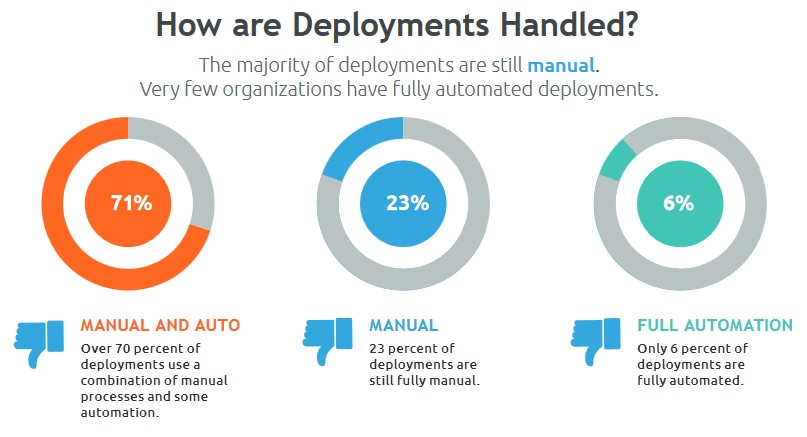 How are Deployments Handled?
The majority of deployments are still manual.
Very few organizations have fully automated deployments.
71%
23%
6%
MANUAL AND AUTO
Over 70 percent of
deployments use a
combination of manual
processes and some
automation.
MANUAL
23 percent of
deployments are
still fully manual.
FULL AUTOMATION
Only 6 percent of
deployments are
fully automated.